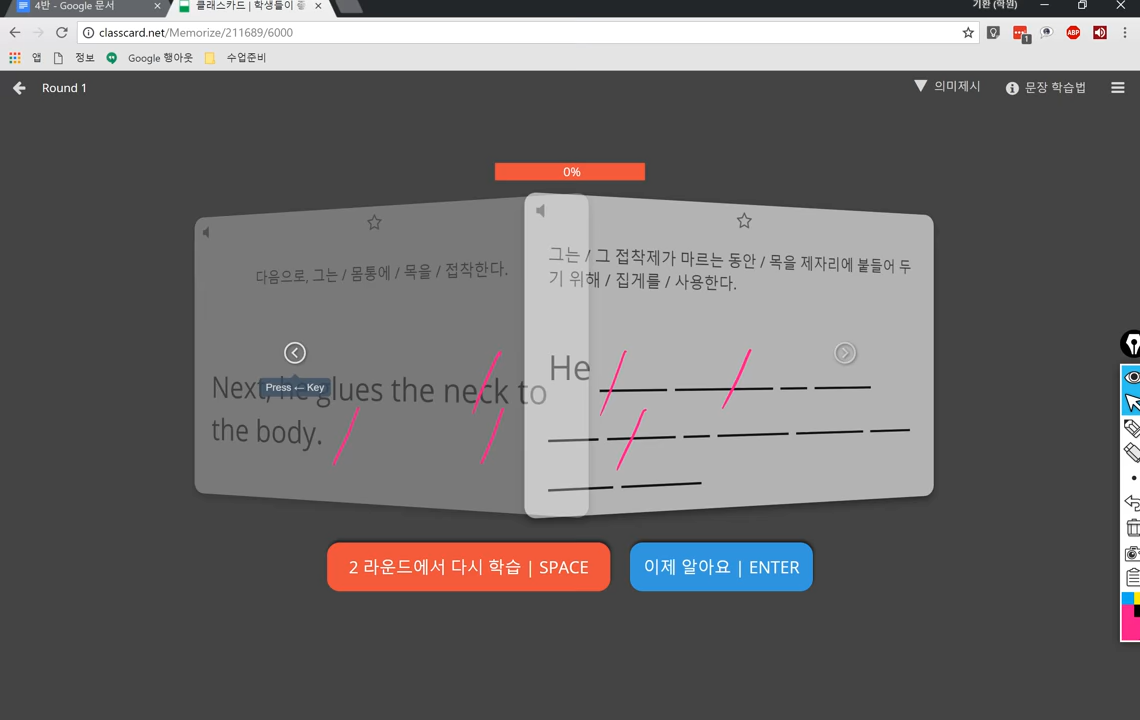 4반 - Google 문서
클래스카드 | 학생들이
기환 (학원)
classcard.net/Memorize/211689/6000
ABP
1
앱
정보
Google 행아웃
수업준비
Round 1
의미제시
문장 학습법
0%
다음으로, 그는 / 몸통에 / 목을 / 접착한다.
Next, he glues the neck to
the body.
Press ← Key
그는 / 그 접착제가 마르는 동안 / 목을 제자리에 붙들어 두
기 위해 / 집게를 / 사용한다.
He
2 라운드에서 다시 학습 | SPACE
이제 알아요 | ENTER